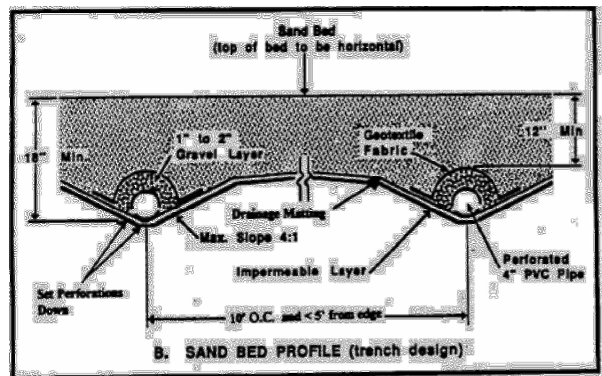 Sand Bed
(top of bed to be horizontal)
1" to 2"
Gravel Layer
Geotextile
Fabric
12" Min
18" Min.
Drainage Matting
Max. Slope 4:1
Impermeable Layer
Perforated
4" PVC Pipe
Set Perforations
Down
10' O.C. and < 5' from edge
B. SAND BED PROFILE (trench design)